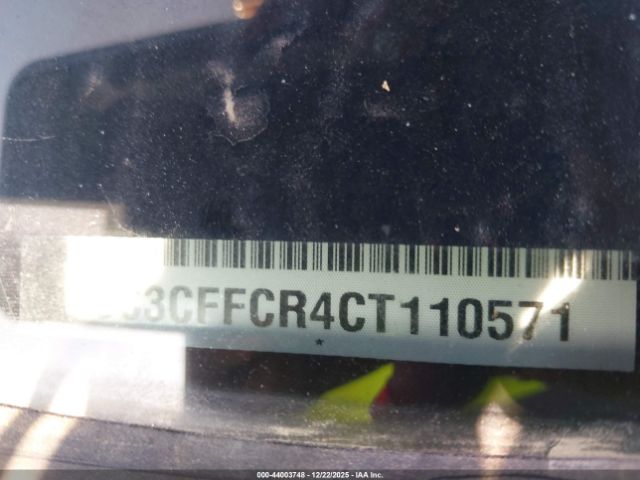 3CFFCR4CT110571
*
000-44003748 - 12/22/2025 - IAA Inc.